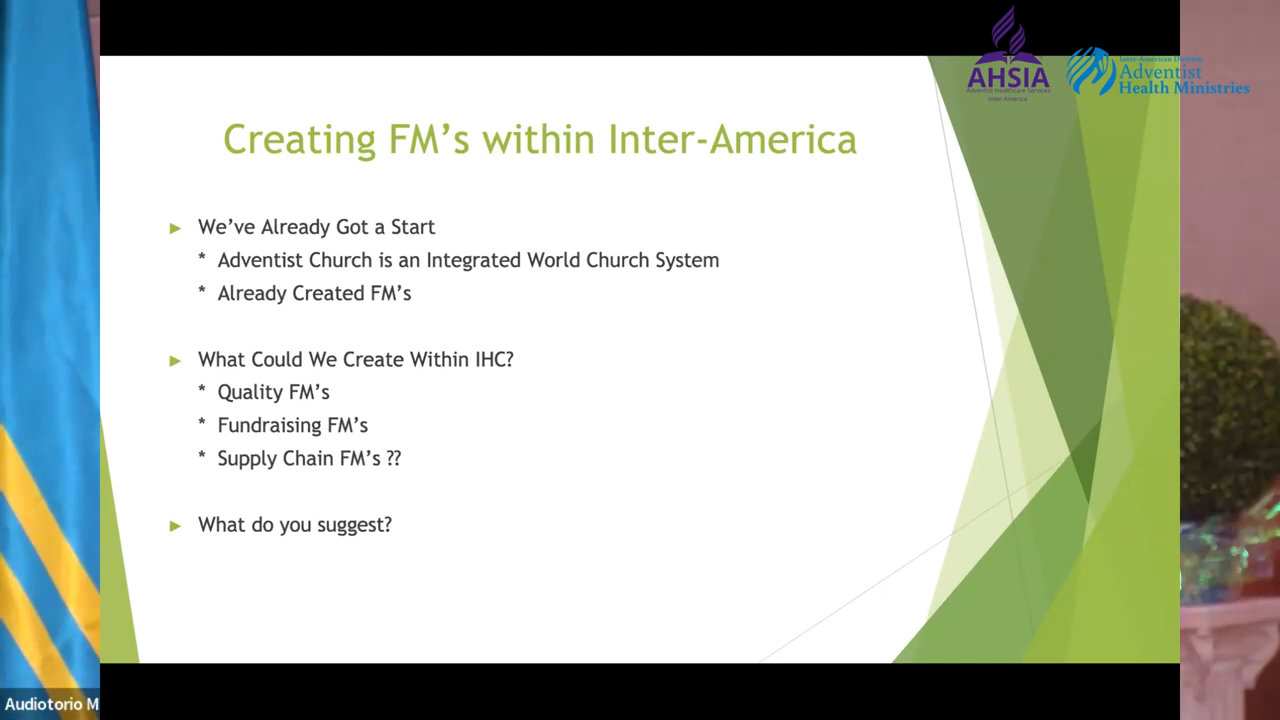 AHSIA
Adventist Healthcare Services
Inter-America
Inter-American Division
Adventist
Health Ministries
Creating FM's within Inter-America
We've Already Got a Start
* Adventist Church is an Integrated World Church System
* Already Created FM's
What Could We Create Within IHC?
* Quality FM's
* Fundraising FM's
* Supply Chain FM's ??
What do you suggest?
Audiotorio M